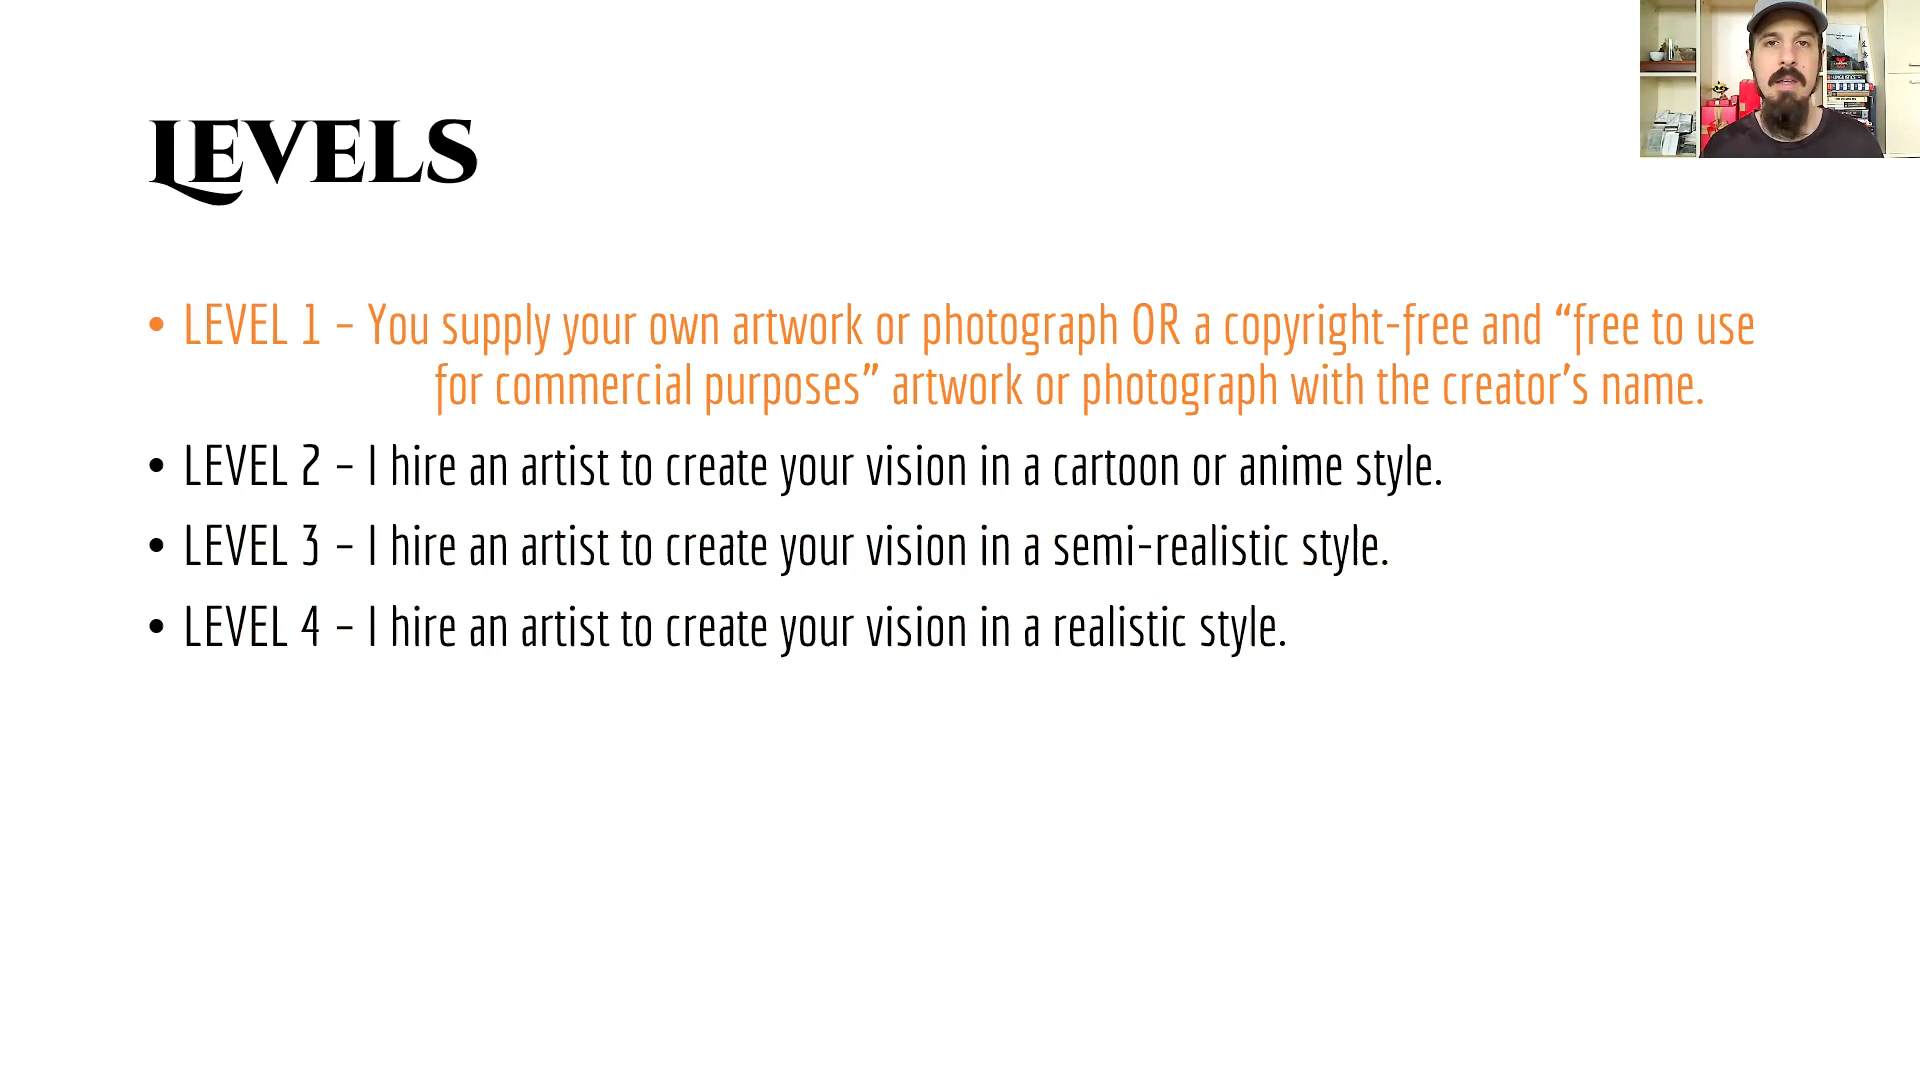 LEVELS
• LEVEL 1 – You supply your own artwork or photograph OR a copyright-free and “free to use
for commercial purposes” artwork or photograph with the creator’s name.
• LEVEL 2 – I hire an artist to create your vision in a cartoon or anime style.
• LEVEL 3 – I hire an artist to create your vision in a semi-realistic style.
• LEVEL 4 – I hire an artist to create your vision in a realistic style.